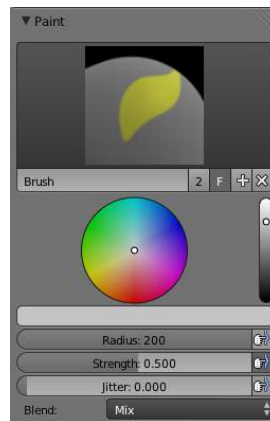 Paint
Brush 2 F
Radius: 200
Strength: 0.500
Jitter: 0.000
Blend: Mix